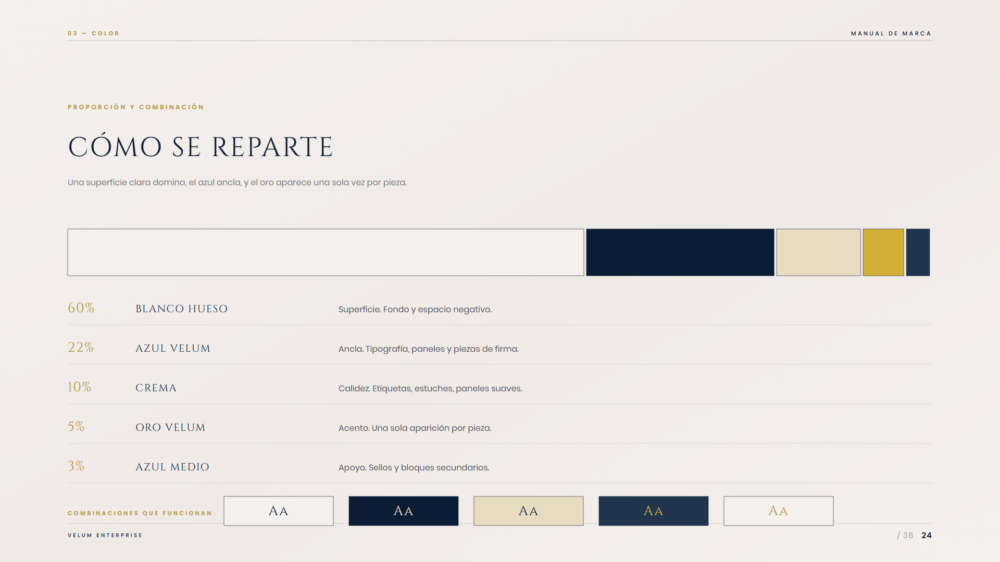 03 — COLOR
MANUAL DE MARCA
PROPORCIÓN Y COMBINACIÓN
CÓMO SE REPARTE
Una superficie clara domina, el azul ancla, y el oro aparece una sola vez por pieza.
60% BLANCO HUESO Superficie. Fondo y espacio negativo.
22% AZUL VELUM Ancla. Tipografía, paneles y piezas de firma.
10% CREMA Calidez. Etiquetas, estuches, paneles suaves.
5% ORO VELUM Acento. Una sola aparición por pieza.
3% AZUL MEDIO Apoyo. Sellos y bloques secundarios.
COMBINACIONES QUE FUNCIONAN Aa Aa Aa Aa Aa
VELUM ENTERPRISE
/ 36 24